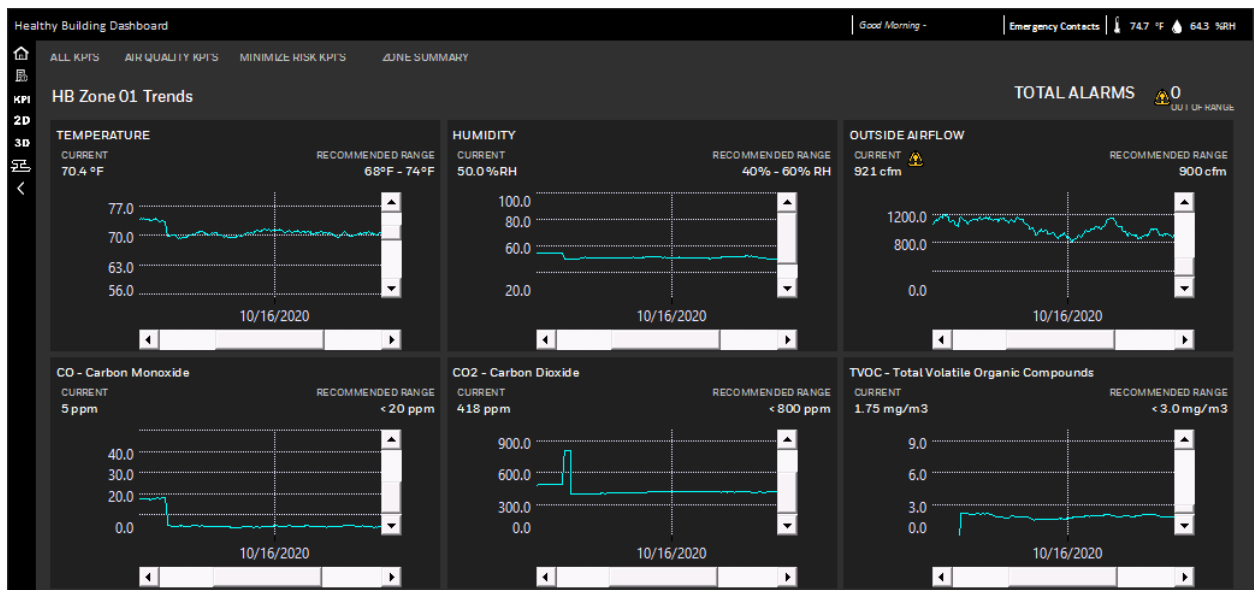 Healthy Building Dashboard
Good Morning -
Emergency Contacts
74.7 °F
64.3 %RH
ALL KPI'S
AIR QUALITY KPI'S
MINIMIZE RISK KPI'S
ZONE SUMMARY
KPI
2D
3D
HB Zone 01 Trends
TOTAL ALARMS
0
OUT OF RANGE
TEMPERATURE
CURRENT
RECOMMENDED RANGE
70.4 °F
68°F - 74°F
77.0
70.0
63.0
56.0
10/16/2020
HUMIDITY
CURRENT
RECOMMENDED RANGE
50.0 %RH
40% - 60% RH
100.0
80.0
60.0
20.0
10/16/2020
OUTSIDE AIRFLOW
CURRENT
RECOMMENDED RANGE
921 cfm
900 cfm
1200.0
800.0
0.0
10/16/2020
CO - Carbon Monoxide
CURRENT
RECOMMENDED RANGE
5 ppm
< 20 ppm
40.0
30.0
20.0
0.0
10/16/2020
CO2 - Carbon Dioxide
CURRENT
RECOMMENDED RANGE
418 ppm
< 800 ppm
900.0
600.0
300.0
0.0
10/16/2020
TVOC - Total Volatile Organic Compounds
CURRENT
RECOMMENDED RANGE
1.75 mg/m3
< 3.0 mg/m3
9.0
6.0
3.0
0.0
10/16/2020